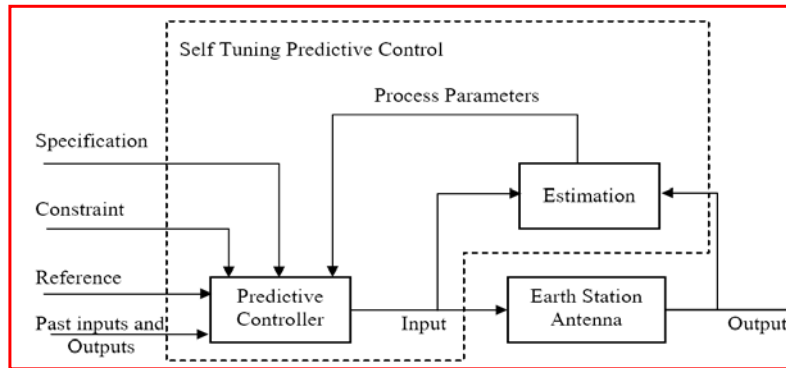 Self Tuning Predictive Control
Process Parameters
Specification
Estimation
Constraint
Reference
Predictive
Controller
Earth Station
Antenna
Past inputs and
Outputs
Input
Output